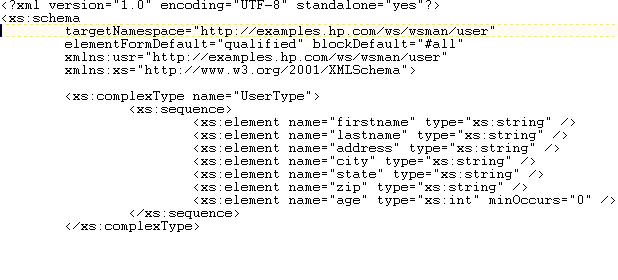 <?xml version="1.0" encoding="UTF-8" standalone="yes"?>
<xs:schema
targetNamespace="http://examples.hp.com/ws/wsman/user"
elementFormDefault="qualified" blockDefault="#all"
xmlns:usr="http://examples.hp.com/ws/wsman/user"
xmlns:xs="http://www.w3.org/2001/XMLSchema">
<xs:complexType name="UserType">
<xs:sequence>
<xs:element name="firstname" type="xs:string" />
<xs:element name="lastname" type="xs:string" />
<xs:element name="address" type="xs:string" />
<xs:element name="city" type="xs:string" />
<xs:element name="state" type="xs:string" />
<xs:element name="zip" type="xs:string" />
<xs:element name="age" type="xs:int" minOccurs="0" />
</xs:sequence>
</xs:complexType>